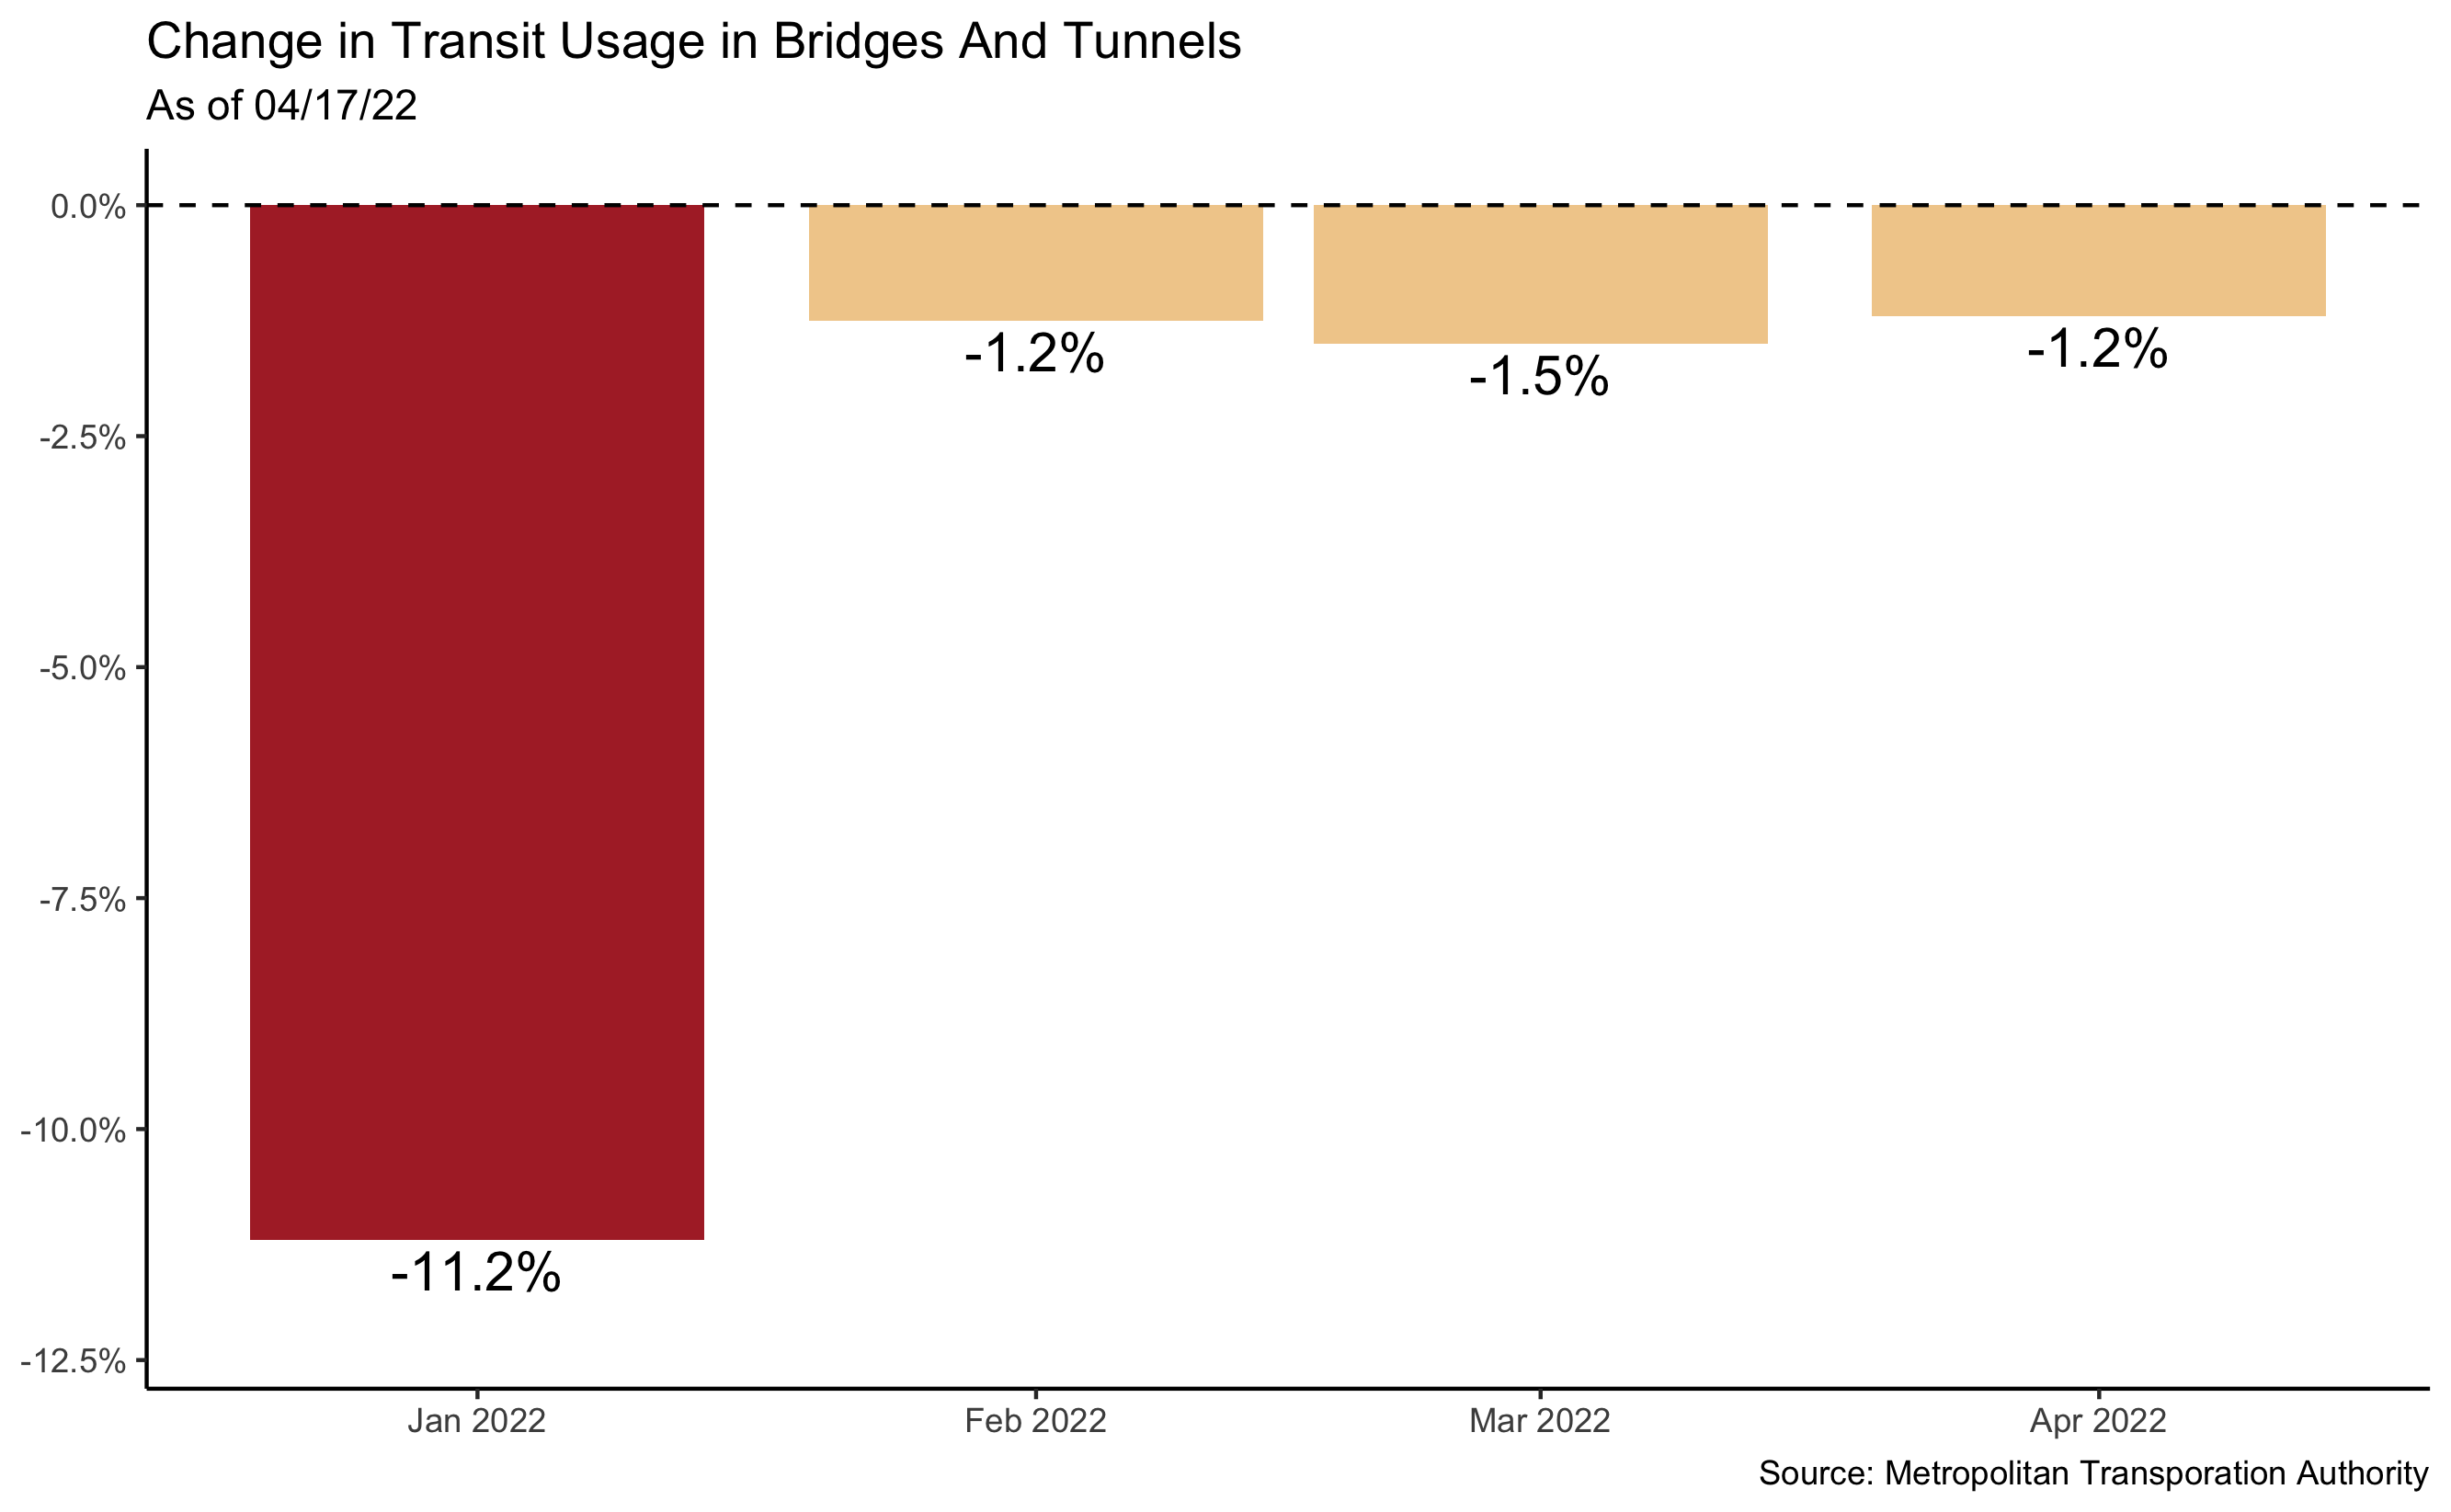 Change in Transit Usage in Bridges And Tunnels
As of 04/17/22
0.0%
-2.5%
-5.0%
-7.5%
-10.0%
-12.5%
-11.2%
-1.2%
-1.5%
-1.2%
Jan 2022
Feb 2022
Mar 2022
Apr 2022
Source: Metropolitan Transporation Authority